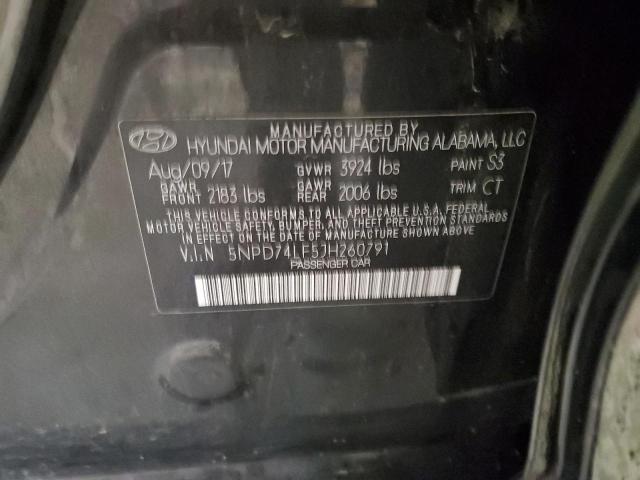 MANUFACTURED BY
HYUNDAI MOTOR MANUFACTURING ALABAMA, LLC
Aug/09/17 GVWR 3924 lbs PAINT S3
GAWR FRONT 2183 lbs GAWR REAR 2006 lbs TRIM CT
THIS VEHICLE CONFORMS TO ALL APPLICABLE U.S.A. FEDERAL
MOTOR VEHICLE SAFETY, BUMPER, AND THEFT PREVENTION STANDARDS
IN EFFECT ON THE DATE OF MANUFACTURE SHOWN ABOVE
V.I.N 5NPD74LF5JH260791
PASSENGER CAR